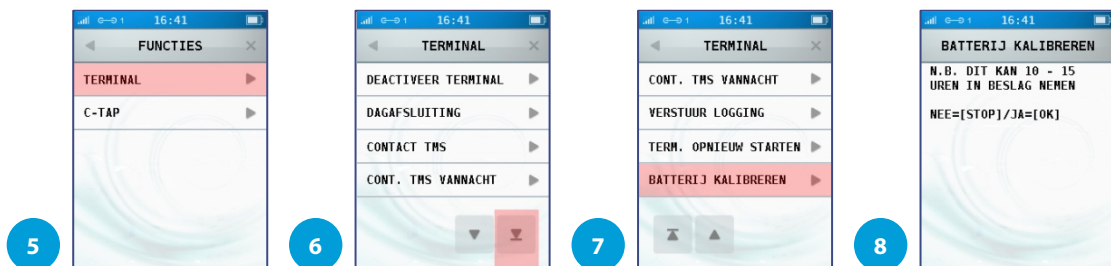 16:41
FUNCTIES
TERMINAL
C-TAP
5
16:41
TERMINAL
DEACTIVEER TERMINAL
DAGAFSLUITING
CONTACT TMS
CONT. TMS VANNACHT
6
16:41
TERMINAL
CONT. TMS VANNACHT
VERSTUUR LOGGING
TERM. OPNIEUW STARTEN
BATTERIJ KALIBREREN
7
16:41
BATTERIJ KALIBREREN
N.B. DIT KAN 10 - 15
UREN IN BESLAG NEMEN
NEE=[STOP]/JA=[OK]
8